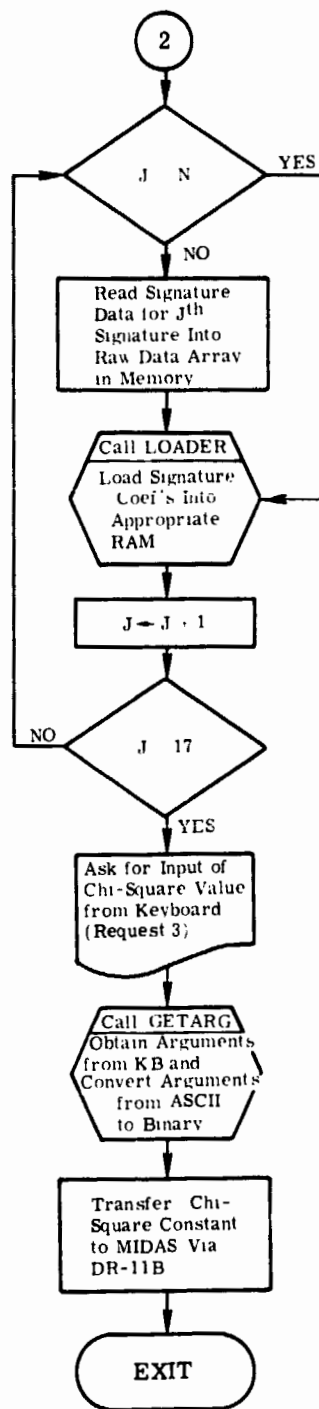 2
J N
YES
NO
Read Signature
Data for Jth
Signature Into
Raw Data Array
in Memory
Call LOADER
Load Signature
Coef's Into
Appropriate
RAM
J ← J + 1
J 17
NO
YES
Ask for Input of
Chi-Square Value
from Keyboard
(Request 3)
Call GETARG
Obtain Arguments
from KB and
Convert Arguments
from ASCII
to Binary
Transfer Chi-
Square Constant
to MIDAS Via
DR-11B
EXIT